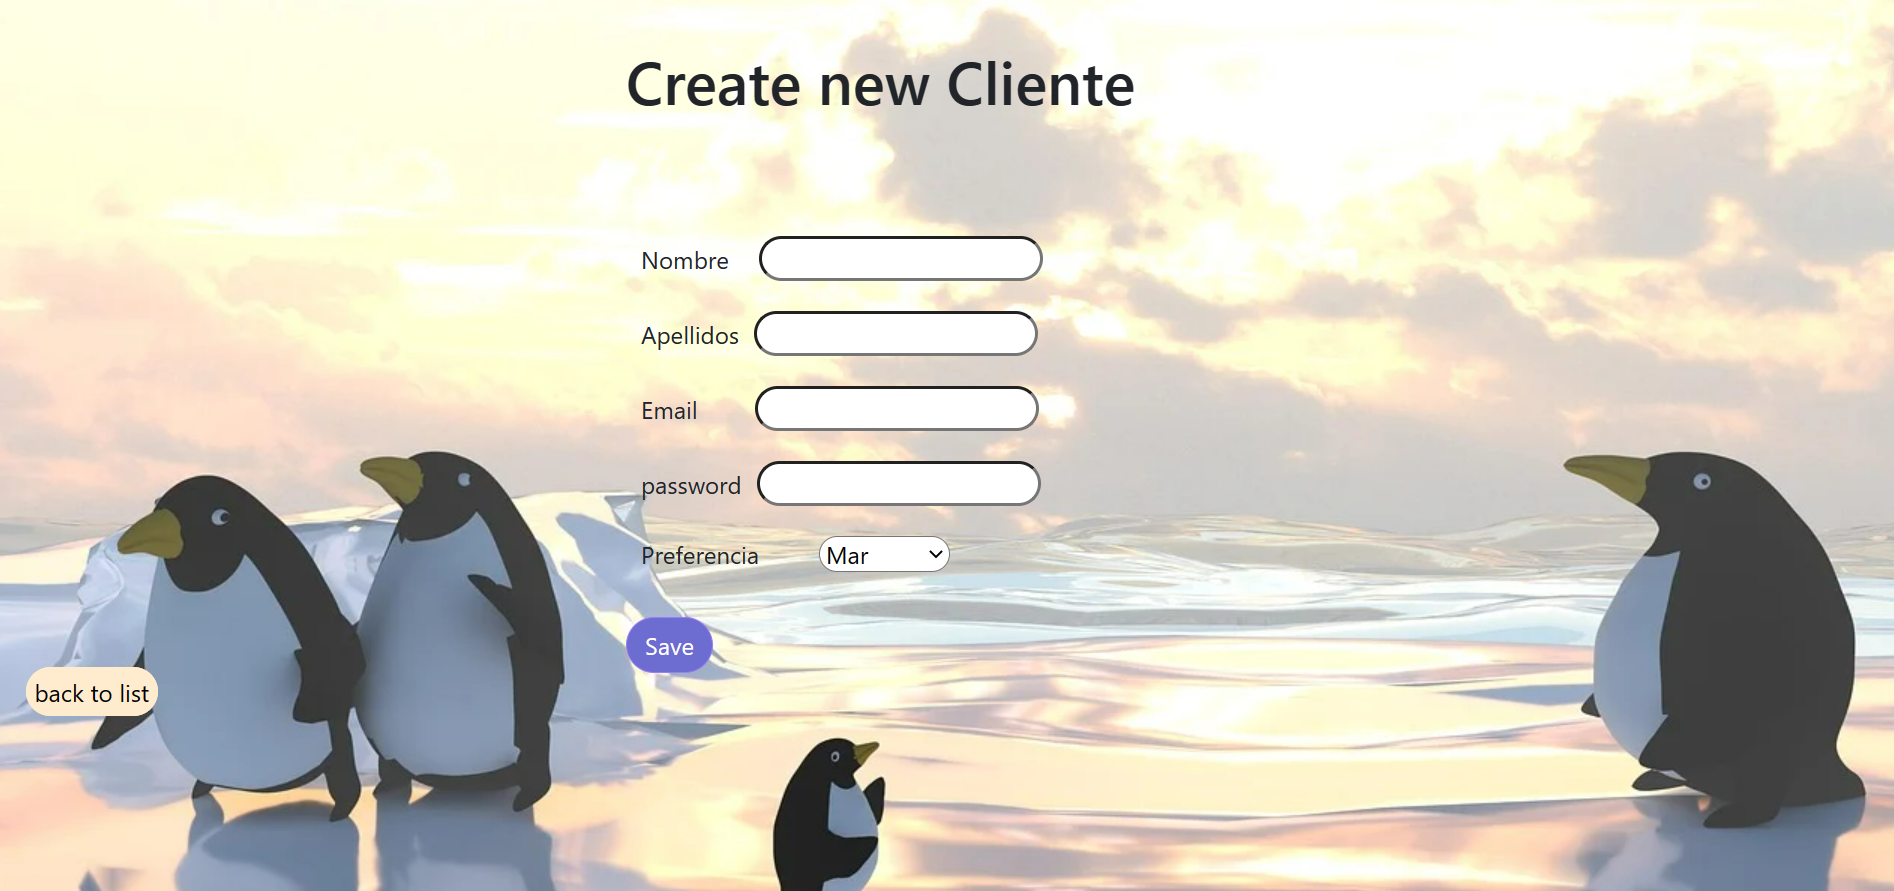 Create new Cliente
Nombre
Apellidos
Email
password
Preferencia Mar
Save
back to list